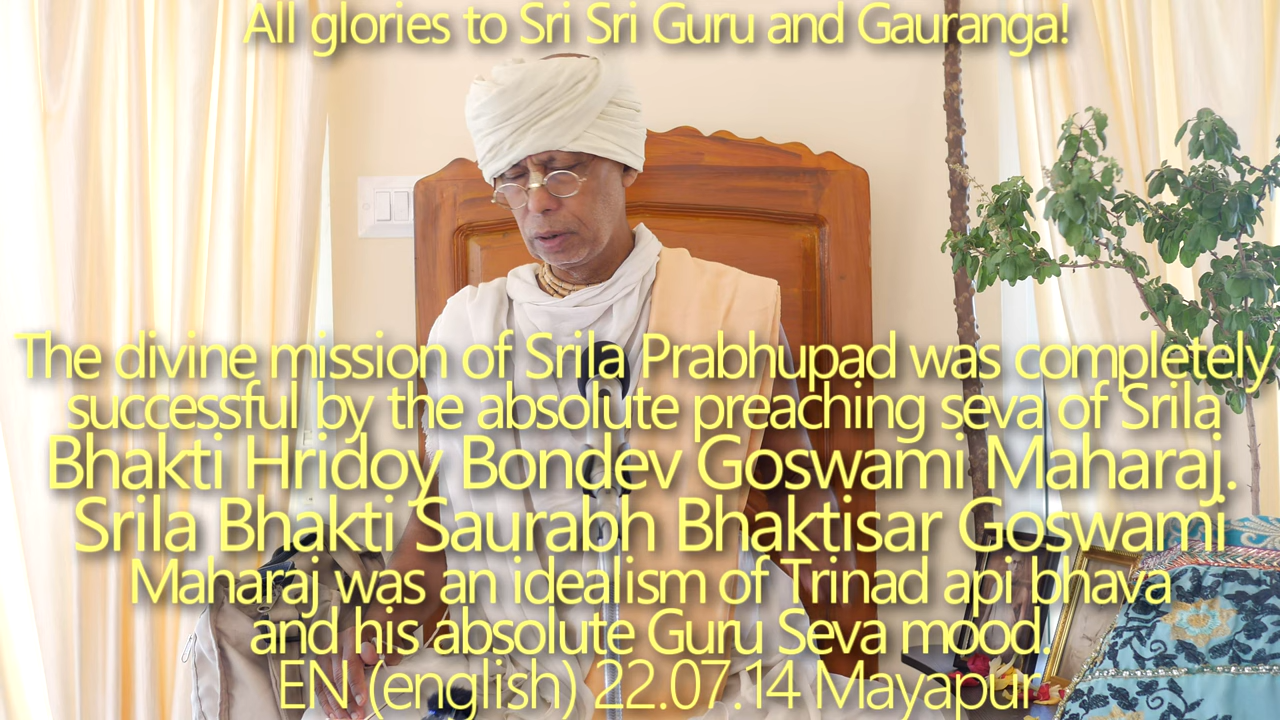 All glories to Sri Sri Guru and Gauranga!
The divine mission of Srila Prabhupad was completely
successful by the absolute preaching seva of Srila
Bhakti Hridoy Bondev Goswami Maharaj.
Srila Bhakti Saurabh Bhaktisar Goswami
Maharaj was an idealism of Trinad api bhava
and his absolute Guru Seva mood.
EN (english) 22.07.14 Mayapur